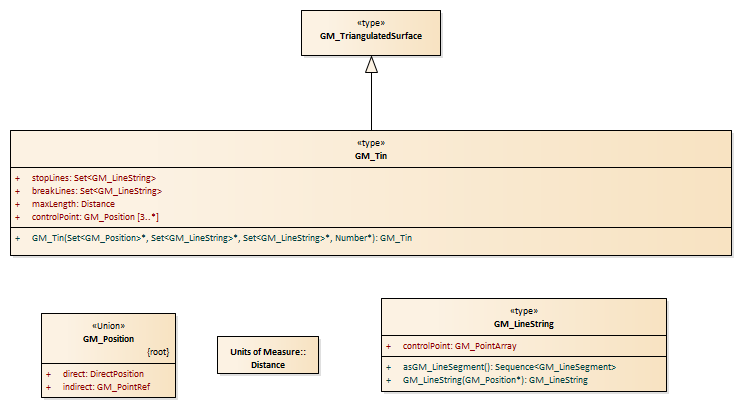 «type»
GM_TriangulatedSurface
«type»
GM_Tin
+ stopLines: Set<GM_LineString>
+ breakLines: Set<GM_LineString>
+ maxLength: Distance
+ controlPoint: GM_Position [3..*]
+ GM_Tin(Set<GM_Position>*, Set<GM_LineString>*, Set<GM_LineString>*, Number*): GM_Tin
«Union»
GM_Position
{root}
+ direct: DirectPosition
+ indirect: GM_PointRef
Units of Measure::
Distance
«type»
GM_LineString
+ controlPoint: GM_PointArray
+ asGM_LineSegment(): Sequence<GM_LineSegment>
+ GM_LineString(GM_Position*): GM_LineString